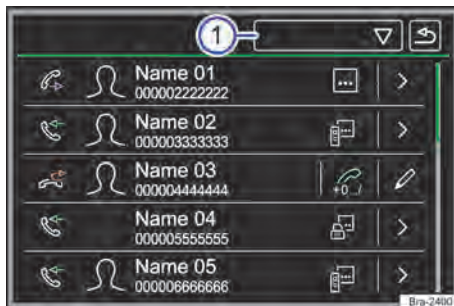 1
Name 01
000002222222
Name 02
000003333333
Name 03
000004444444
+0../
Name 04
000005555555
Name 05
000006666666
Bra-2400